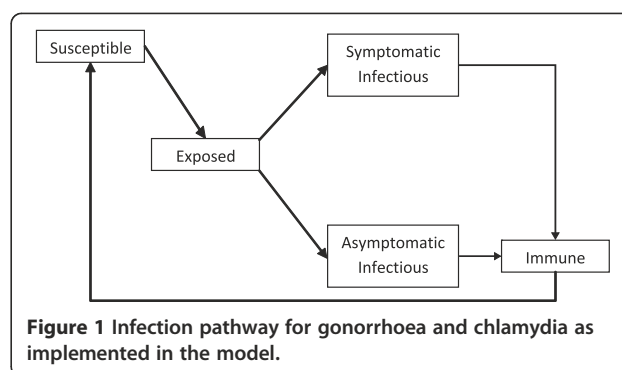 Susceptible
Symptomatic
Infectious
Exposed
Asymptomatic
Infectious
Immune
Figure 1 Infection pathway for gonorrhoea and chlamydia as
implemented in the model.